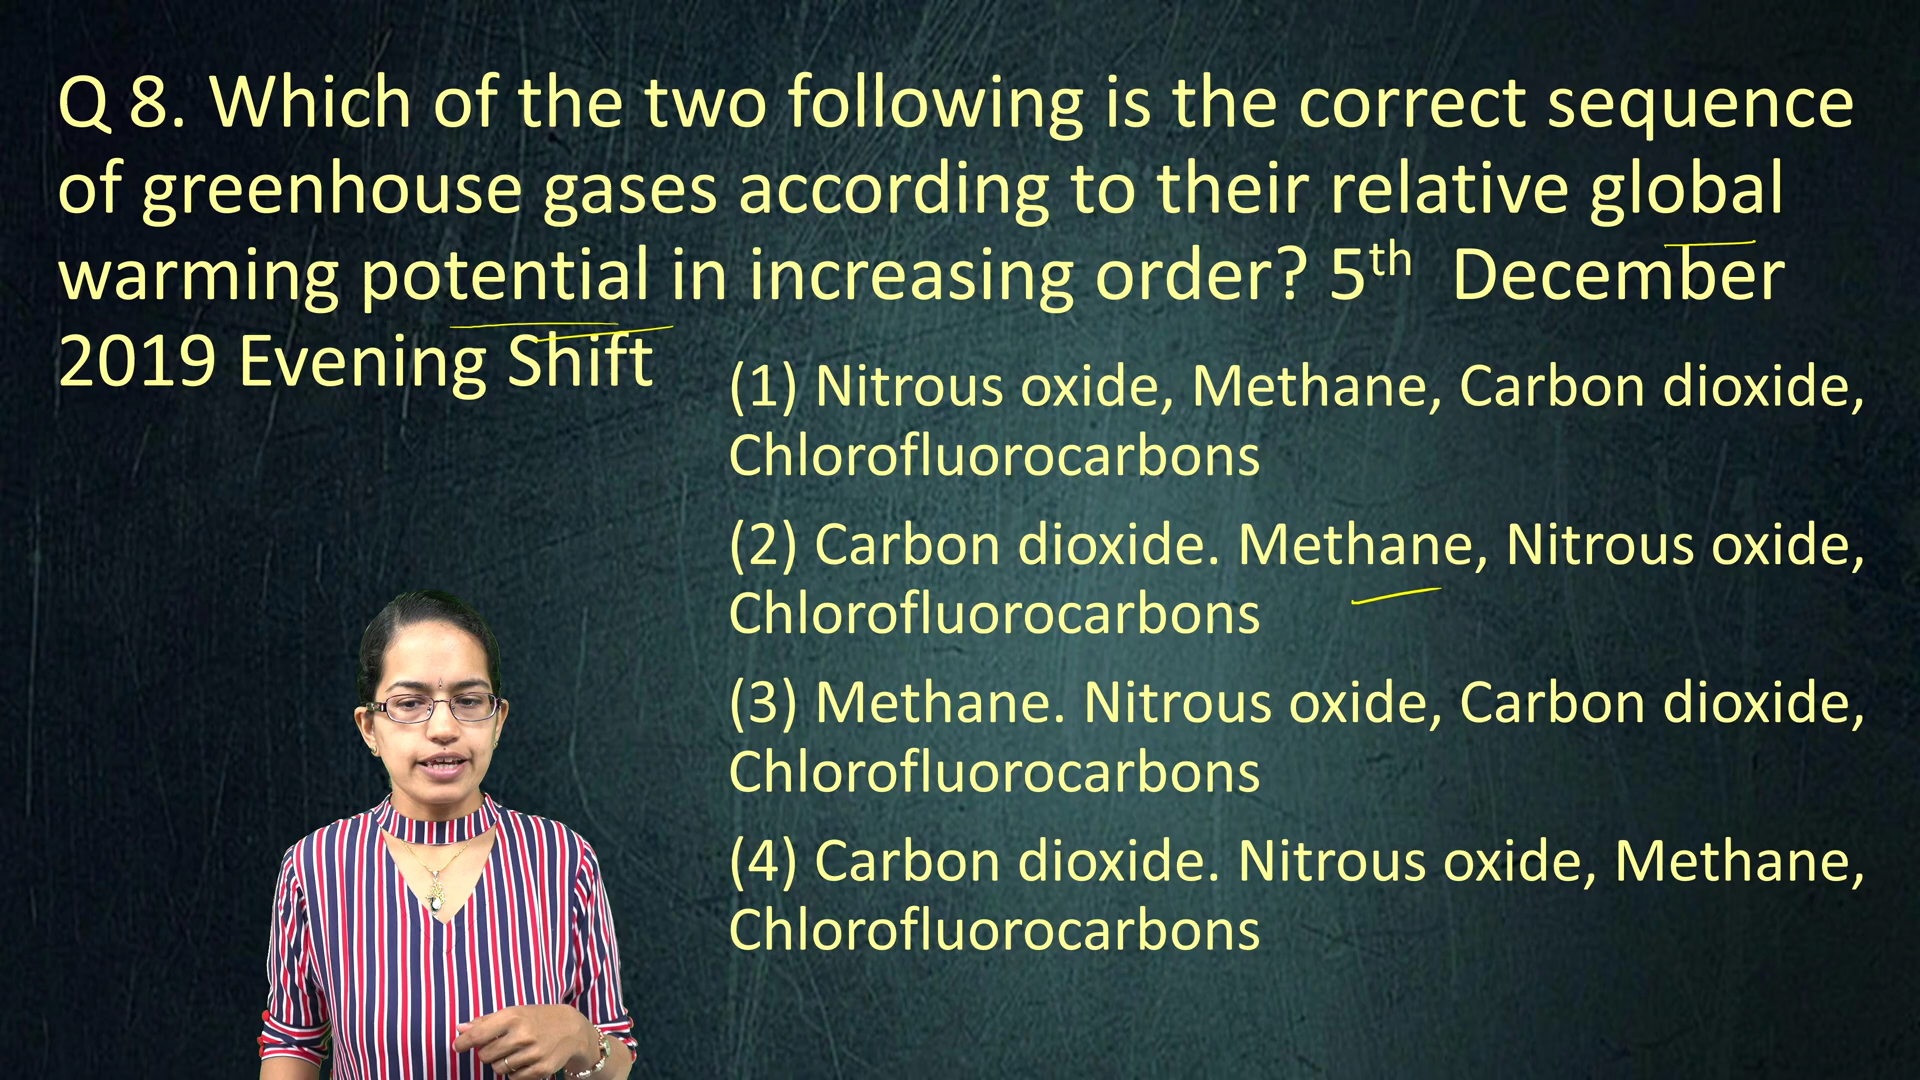 Q 8. Which of the two following is the correct sequence
of greenhouse gases according to their relative global
warming potential in increasing order? 5th December
2019 Evening Shift
(1) Nitrous oxide, Methane, Carbon dioxide,
Chlorofluorocarbons
(2) Carbon dioxide. Methane, Nitrous oxide,
Chlorofluorocarbons
(3) Methane. Nitrous oxide, Carbon dioxide,
Chlorofluorocarbons
(4) Carbon dioxide. Nitrous oxide, Methane,
Chlorofluorocarbons